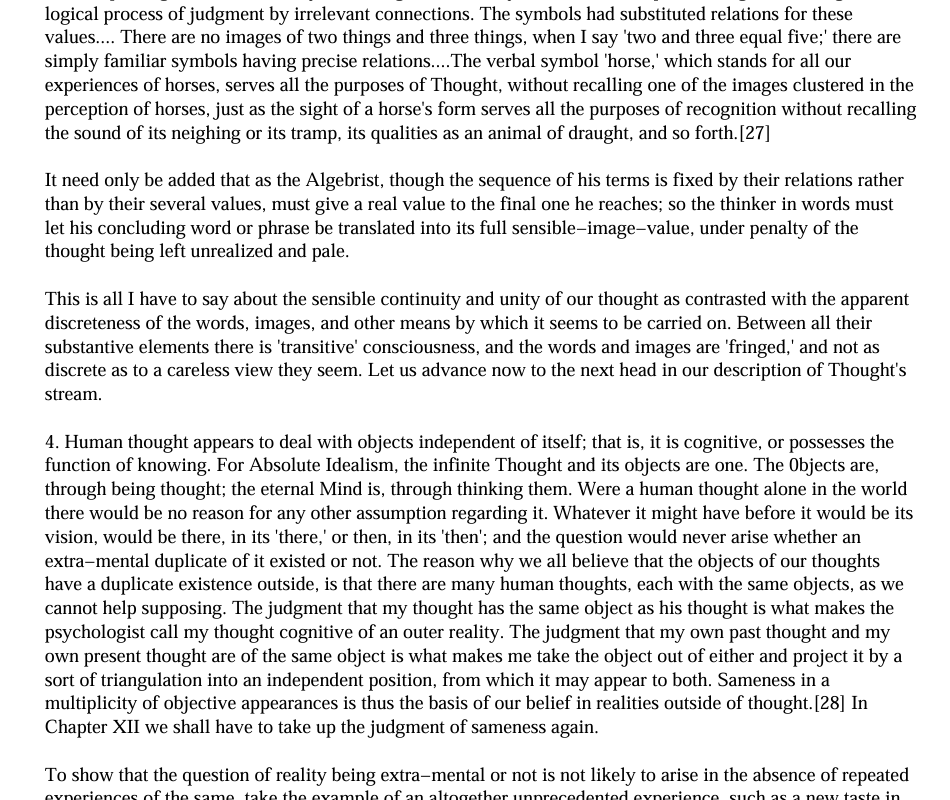 logical process of judgment by irrelevant connections. The symbols had substituted relations for these
values.... There are no images of two things and three things, when I say 'two and three equal five;' there are
simply familiar symbols having precise relations....The verbal symbol 'horse,' which stands for all our
experiences of horses, serves all the purposes of Thought, without recalling one of the images clustered in the
perception of horses, just as the sight of a horse's form serves all the purposes of recognition without recalling
the sound of its neighing or its tramp, its qualities as an animal of draught, and so forth.[27]
It need only be added that as the Algebrist, though the sequence of his terms is fixed by their relations rather
than by their several values, must give a real value to the final one he reaches; so the thinker in words must
let his concluding word or phrase be translated into its full sensible−image−value, under penalty of the
thought being left unrealized and pale.
This is all I have to say about the sensible continuity and unity of our thought as contrasted with the apparent
discreteness of the words, images, and other means by which it seems to be carried on. Between all their
substantive elements there is 'transitive' consciousness, and the words and images are 'fringed,' and not as
discrete as to a careless view they seem. Let us advance now to the next head in our description of Thought's
stream.
4. Human thought appears to deal with objects independent of itself; that is, it is cognitive, or possesses the
function of knowing. For Absolute Idealism, the infinite Thought and its objects are one. The 0bjects are,
through being thought; the eternal Mind is, through thinking them. Were a human thought alone in the world
there would be no reason for any other assumption regarding it. Whatever it might have before it would be its
vision, would be there, in its 'there,' or then, in its 'then'; and the question would never arise whether an
extra−mental duplicate of it existed or not. The reason why we all believe that the objects of our thoughts
have a duplicate existence outside, is that there are many human thoughts, each with the same objects, as we
cannot help supposing. The judgment that my thought has the same object as his thought is what makes the
psychologist call my thought cognitive of an outer reality. The judgment that my own past thought and my
own present thought are of the same object is what makes me take the object out of either and project it by a
sort of triangulation into an independent position, from which it may appear to both. Sameness in a
multiplicity of objective appearances is thus the basis of our belief in realities outside of thought.[28] In
Chapter XII we shall have to take up the judgment of sameness again.
To show that the question of reality being extra−mental or not is not likely to arise in the absence of repeated
experiences of the same, take the example of an altogether unprecedented experience, such as a new taste in